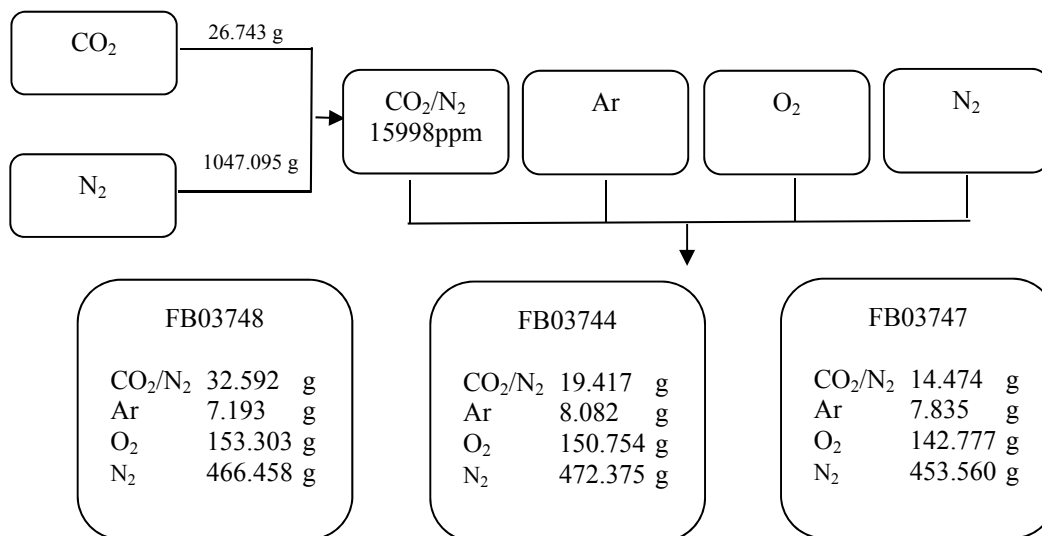 CO₂
26.743 g
N₂
1047.095 g
CO₂/N₂
15998ppm
Ar
O₂
N₂
FB03748
CO₂/N₂ 32.592 g
Ar 7.193 g
O₂ 153.303 g
N₂ 466.458 g
FB03744
CO₂/N₂ 19.417 g
Ar 8.082 g
O₂ 150.754 g
N₂ 472.375 g
FB03747
CO₂/N₂ 14.474 g
Ar 7.835 g
O₂ 142.777 g
N₂ 453.560 g